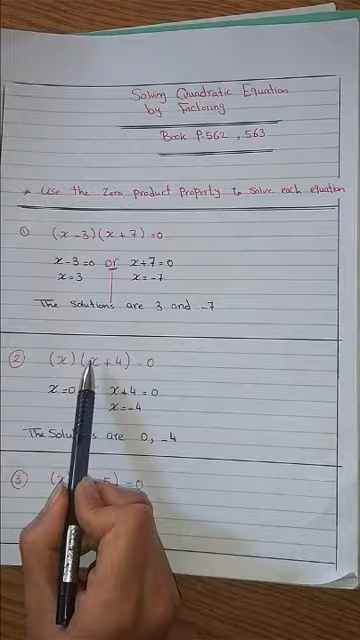 Solving Quadratic Equation
by Factoring
Book P.562, 563
* Use the Zero product property to solve each equation
① (x-3)(x+7)=0
x-3=0 or x+7=0
x=3 x=-7
The solutions are 3 and -7
② (x)(x+4)=0
x=0 x+4=0
x=-4
The are 0, -4
③ 5)=0